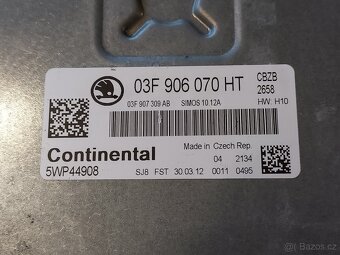 03F 906 070 HT
CBZB
2658
03F 907 309 AB
SIMOS 10.12A
HW: H10
Continental
Made in Czech Rep.
5WP44908
04 2134
SJ8 FST 30.03.12 0011 0495
Bazoš.cz